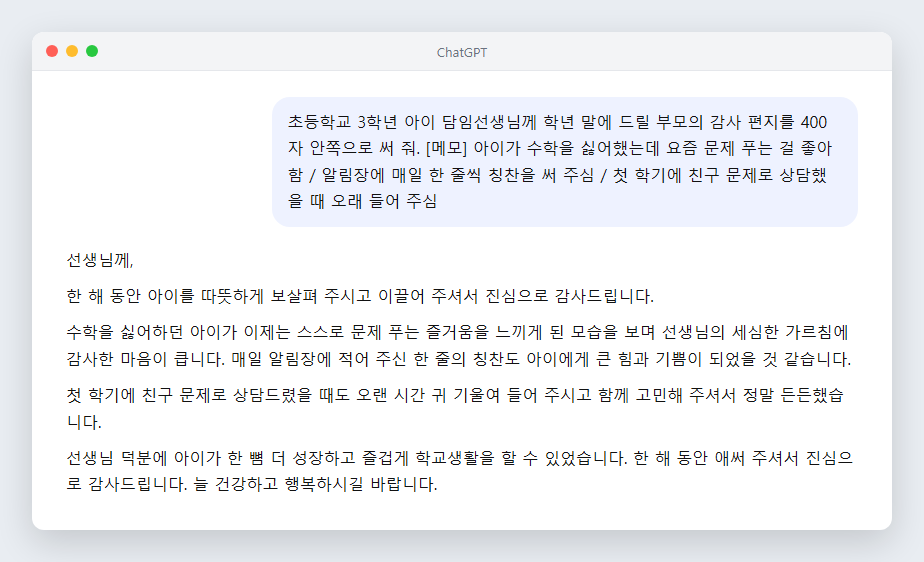 ChatGPT
초등학교 3학년 아이 담임선생님께 학년 말에 드릴 부모의 감사 편지를 400
자 안쪽으로 써 줘. [메모] 아이가 수학을 싫어했는데 요즘 문제 푸는 걸 좋아
함 / 알림장에 매일 한 줄씩 칭찬을 써 주심 / 첫 학기에 친구 문제로 상담했
을 때 오래 들어 주심
선생님께,
한 해 동안 아이를 따뜻하게 보살펴 주시고 이끌어 주셔서 진심으로 감사드립니다.
수학을 싫어하던 아이가 이제는 스스로 문제 푸는 즐거움을 느끼게 된 모습을 보며 선생님의 세심한 가르침에
감사한 마음이 큽니다. 매일 알림장에 적어 주신 한 줄의 칭찬도 아이에게 큰 힘과 기쁨이 되었을 것 같습니다.
첫 학기에 친구 문제로 상담드렸을 때도 오랜 시간 귀 기울여 들어 주시고 함께 고민해 주셔서 정말 든든했습
니다.
선생님 덕분에 아이가 한 뼘 더 성장하고 즐겁게 학교생활을 할 수 있었습니다. 한 해 동안 애써 주셔서 진심으
로 감사드립니다. 늘 건강하고 행복하시길 바랍니다.